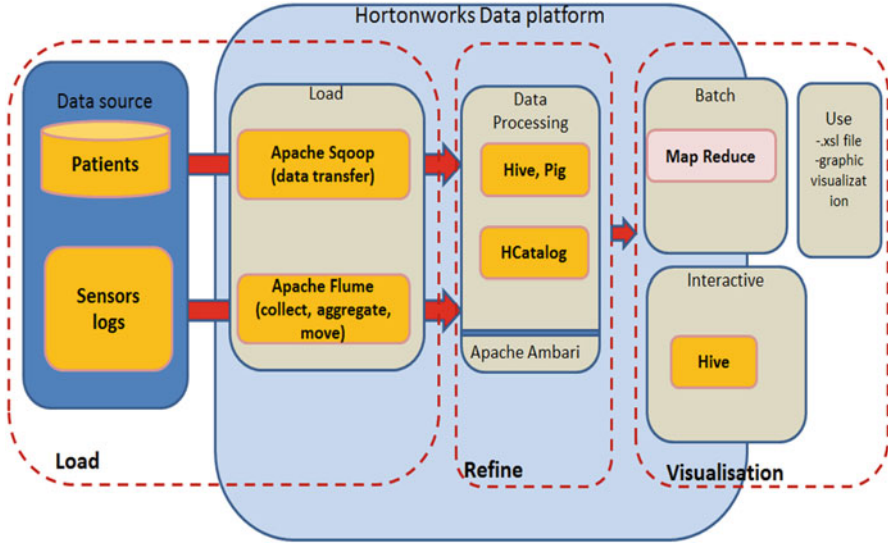 Hortonworks Data platform
Data source
Patients
Sensors
logs
Load
Load
Apache Sqoop
(data transfer)
Apache Flume
(collect, aggregate,
move)
Data
Processing
Hive, Pig
HCatalog
Apache Ambari
Refine
Batch
Map Reduce
Interactive
Hive
Use
-.xsl file
-graphic
visualizat
ion
Visualisation